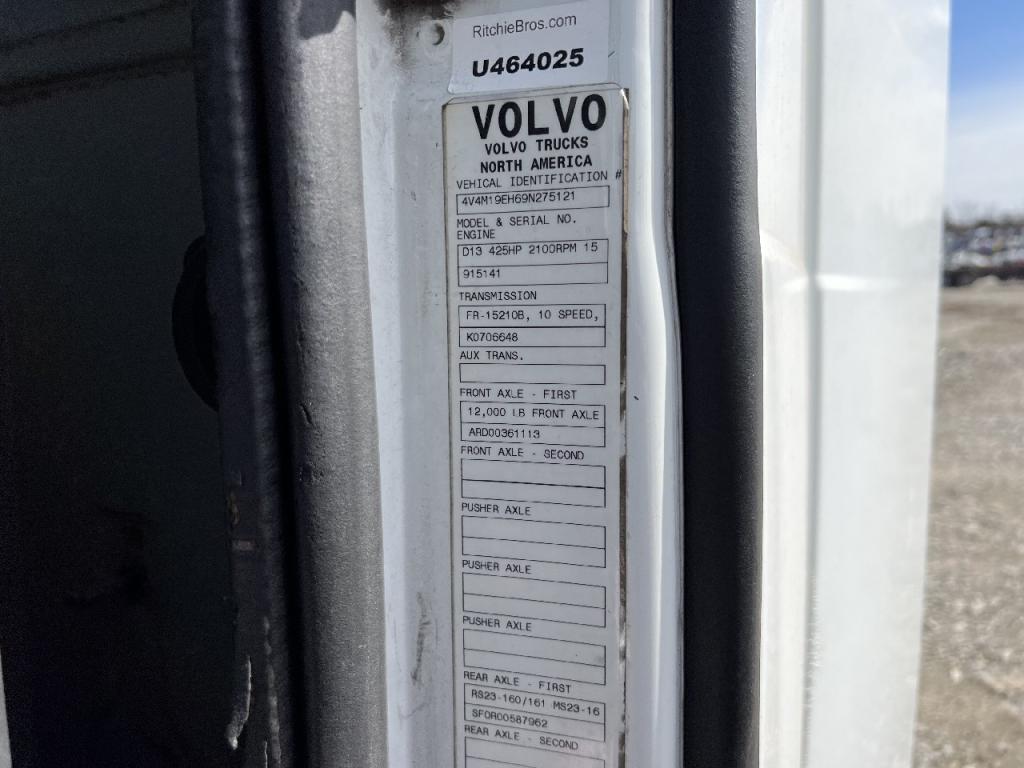 RitchieBros.com
U464025
VOLVO
VOLVO TRUCKS
NORTH AMERICA
VEHICAL IDENTIFICATION #
4V4M19EH69N275121
MODEL & SERIAL NO.
ENGINE
D13 425HP 2100RPM 15
915141
TRANSMISSION
FR-15210B, 10 SPEED,
K0706648
AUX TRANS.
FRONT AXLE - FIRST
12,000 LB FRONT AXLE
ARD00361113
FRONT AXLE - SECOND
PUSHER AXLE
PUSHER AXLE
PUSHER AXLE
REAR AXLE - FIRST
RS23-160/161 MS23-16
SFOR00587962
REAR AXLE - SECOND